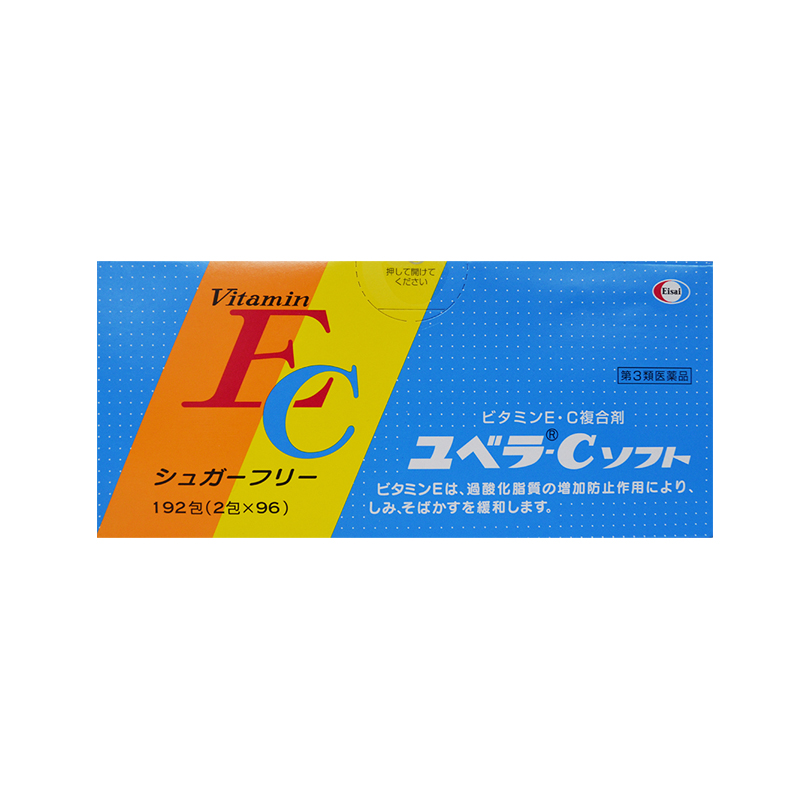 押して開けて
ください
Vitamin
EC
Eisai
第3類医薬品
ビタミンE・C複合剤
ユベラ®-Cソフト
シュガーフリー
192包(2包×96)
ビタミンEは、過酸化脂質の増加防止作用により、
しみ、そばかすを緩和します。